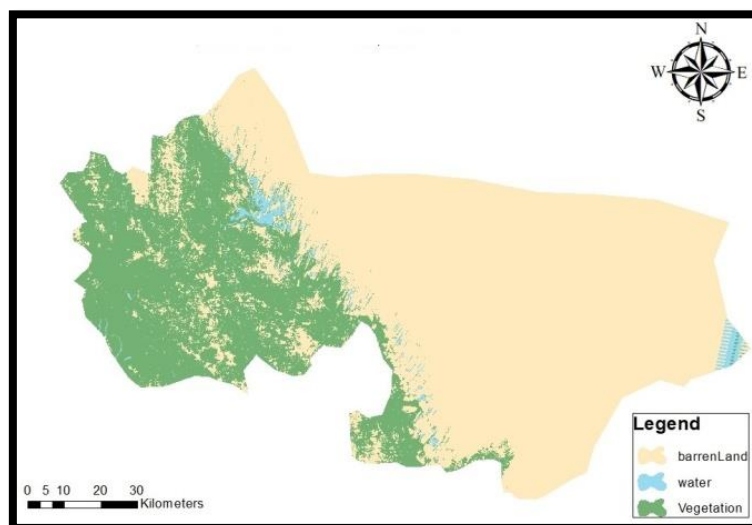 N
W E
S
Legend
barrenLand
water
Vegetation
0 5 10 20 30
Kilometers